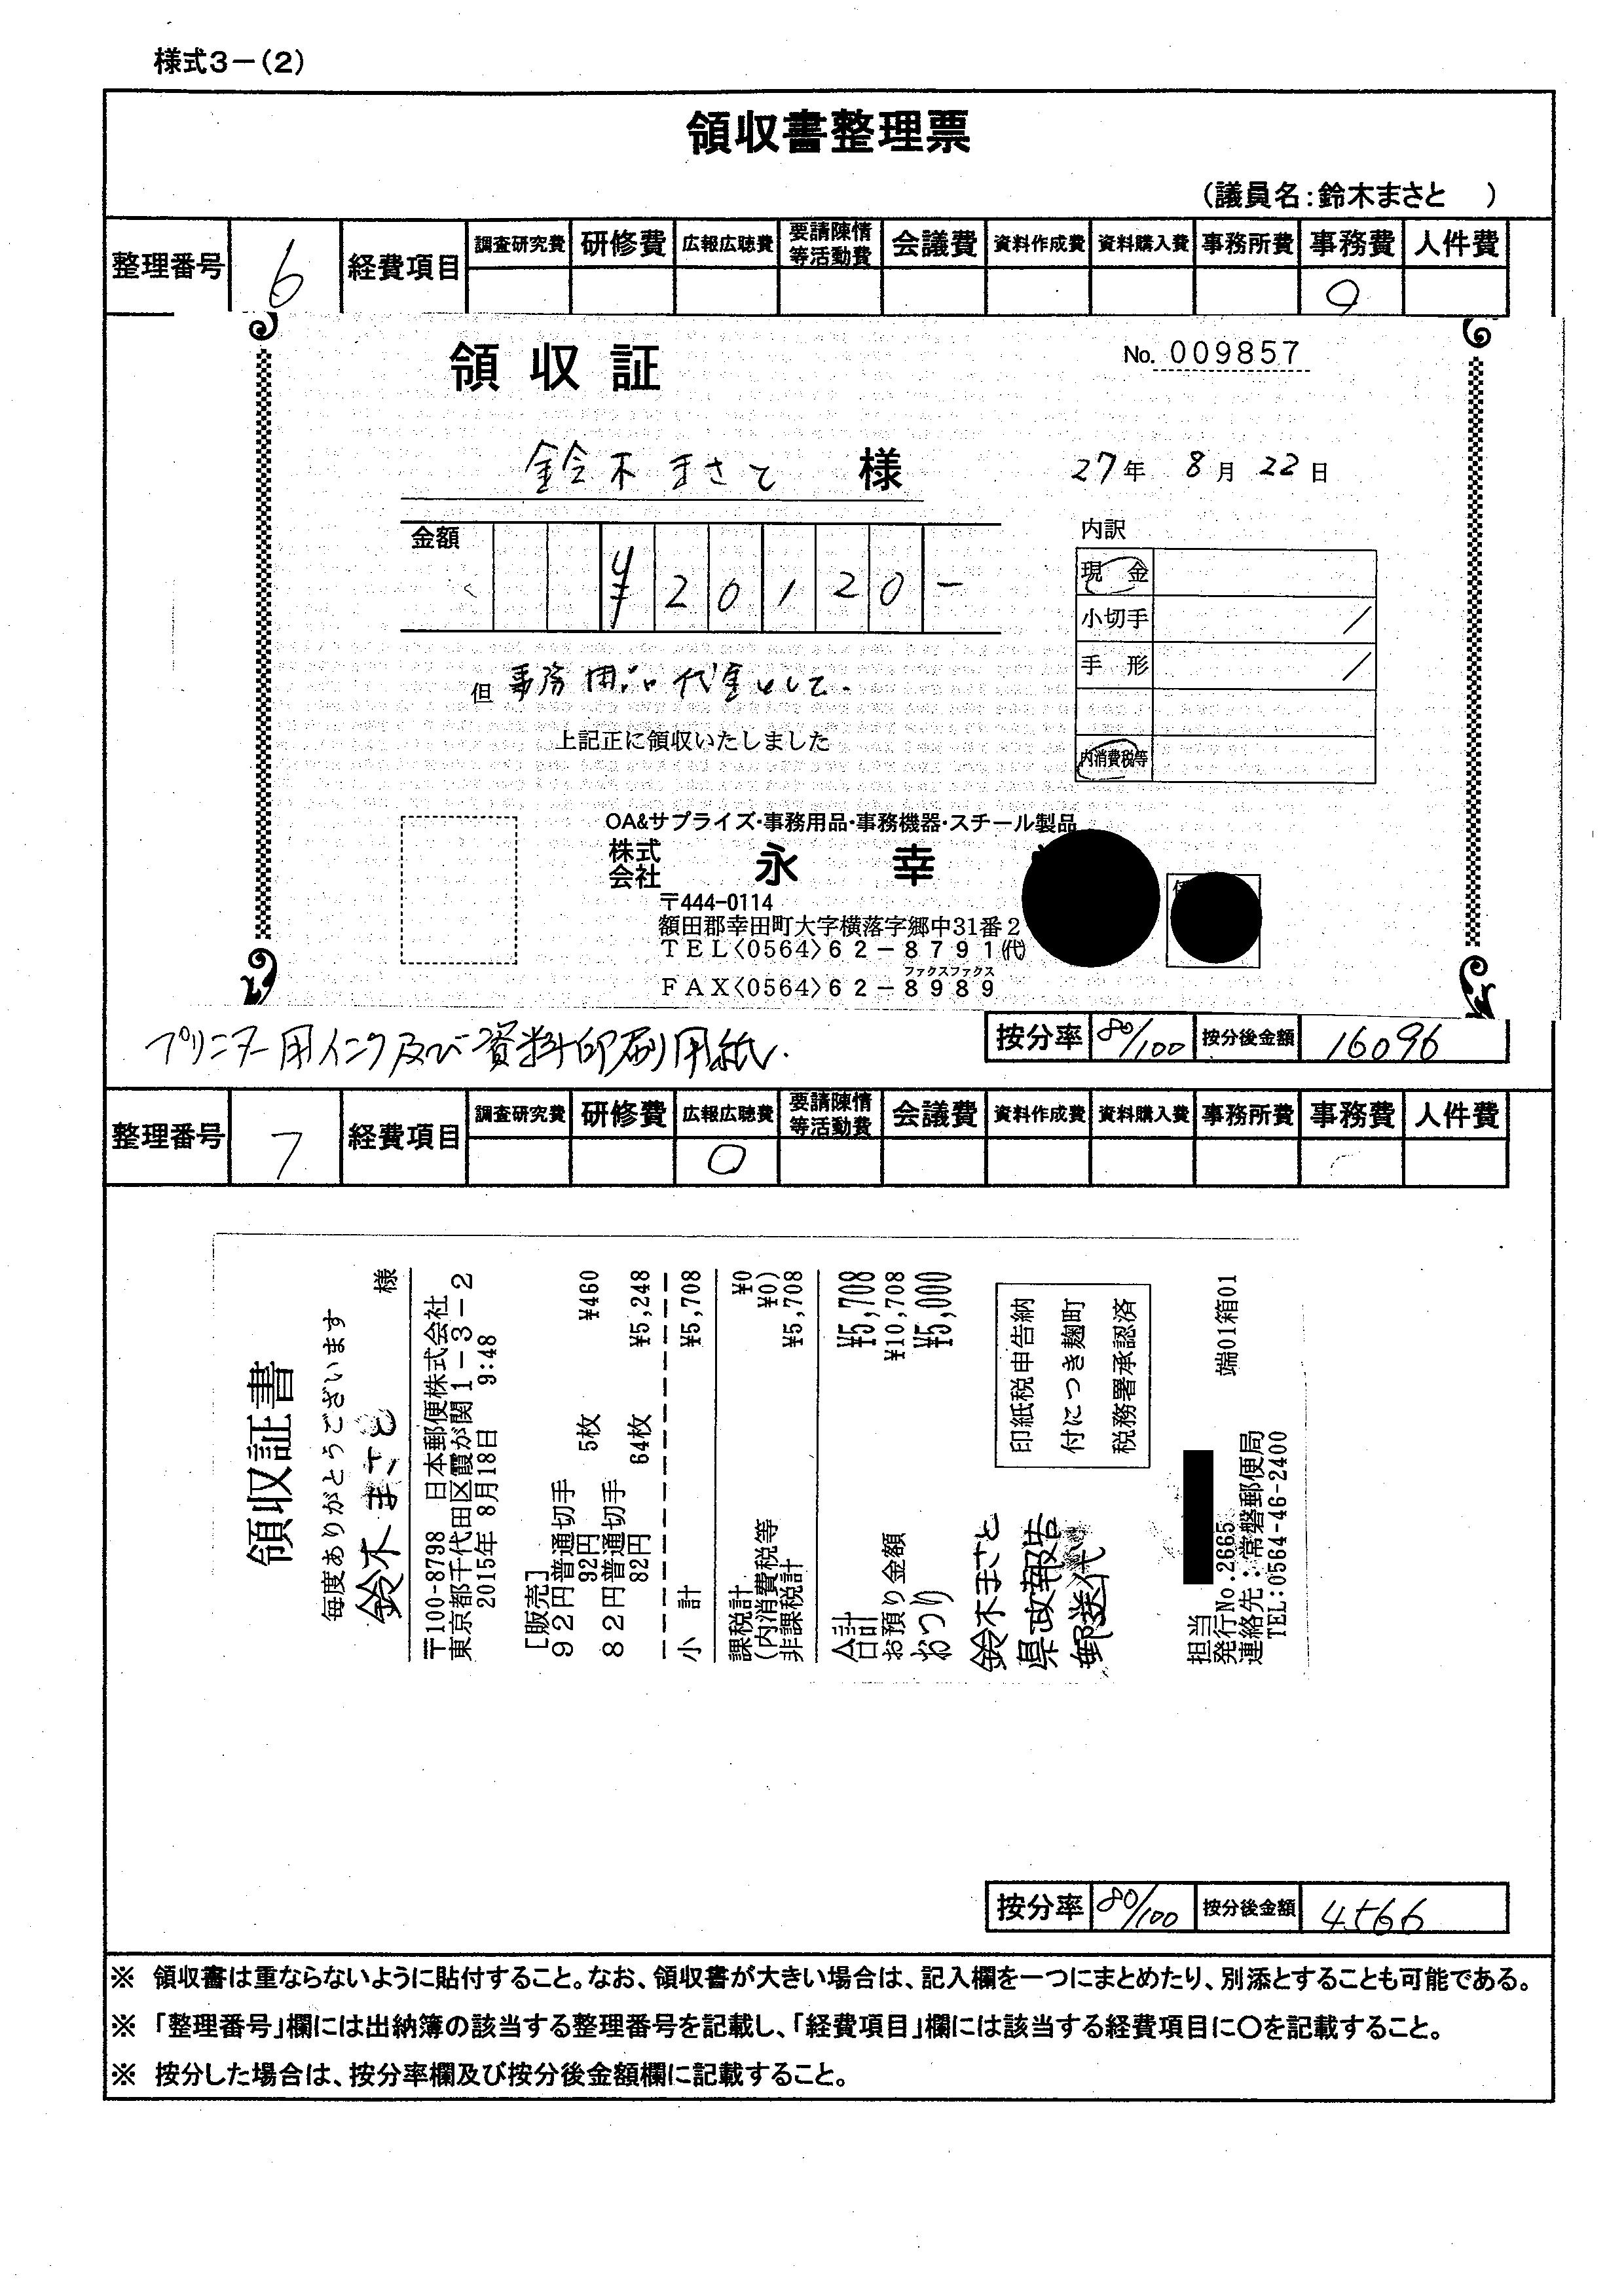 様式3－(2)
領収書整理票
(議員名:鈴木まさと　)
整理番号 6 経費項目 調査研究費 研修費 広報広聴費 要請陳情等活動費 会議費 資料作成費 資料購入費 事務所費 事務費 人件費
○
領収証
No. 009857
鈴木まさと 様
27年 8月 22日
金額 ¥20120－
内訳
現金
小切手
手形
内消費税等
但 事務用品代金として.
上記正に領収いたしました
OA&サプライズ・事務用品・事務機器・スチール製品
株式会社 永幸
〒444-0114
額田郡幸田町大字横落字郷中31番2
TEL〈0564〉62－8791(代)
ファクスファクス
FAX〈0564〉62－8989
プリンター用インク及び資料印刷用紙.
按分率 80/100 按分後金額 16096
整理番号 7 経費項目 調査研究費 研修費 広報広聴費 要請陳情等活動費 会議費 資料作成費 資料購入費 事務所費 事務費 人件費
○
領収証書
毎度ありがとうございます
鈴木まさと 様
〒100-8798 日本郵便株式会社
東京都千代田区霞が関1－3－2
2015年 8月18日 9:48
[販売]
92円普通切手
92円 5枚 ¥460
82円普通切手
82円 64枚 ¥5,248
小計 ¥5,708
課税計 ¥0
(内消費税等 ¥0)
非課税計 ¥5,708
合計 ¥5,708
お預り金額 ¥10,708
おつり ¥5,000
鈴木まさと
県政報告
郵送代
印紙税申告納
付につき麹町
税務署承認済
担当
発行No.2665 端01箱01
連絡先:常磐郵便局
TEL:0564-46-2400
按分率 80/100 按分後金額 4566
※ 領収書は重ならないように貼付すること。なお、領収書が大きい場合は、記入欄を一つにまとめたり、別添とすることも可能である。
※ 「整理番号」欄には出納簿の該当する整理番号を記載し、「経費項目」欄には該当する経費項目に○を記載すること。
※ 按分した場合は、按分率欄及び按分後金額欄に記載すること。